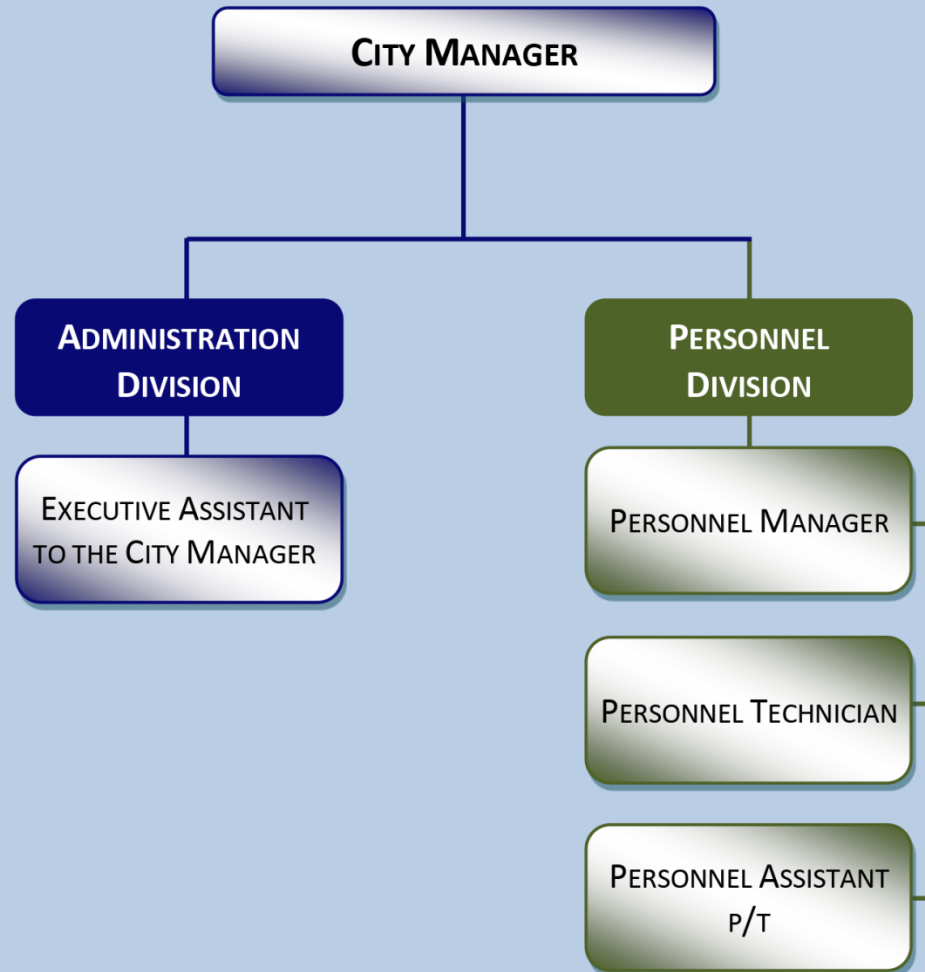 CITY MANAGER
ADMINISTRATION
DIVISION
EXECUTIVE ASSISTANT
TO THE CITY MANAGER
PERSONNEL
DIVISION
PERSONNEL MANAGER
PERSONNEL TECHNICIAN
PERSONNEL ASSISTANT
P/T